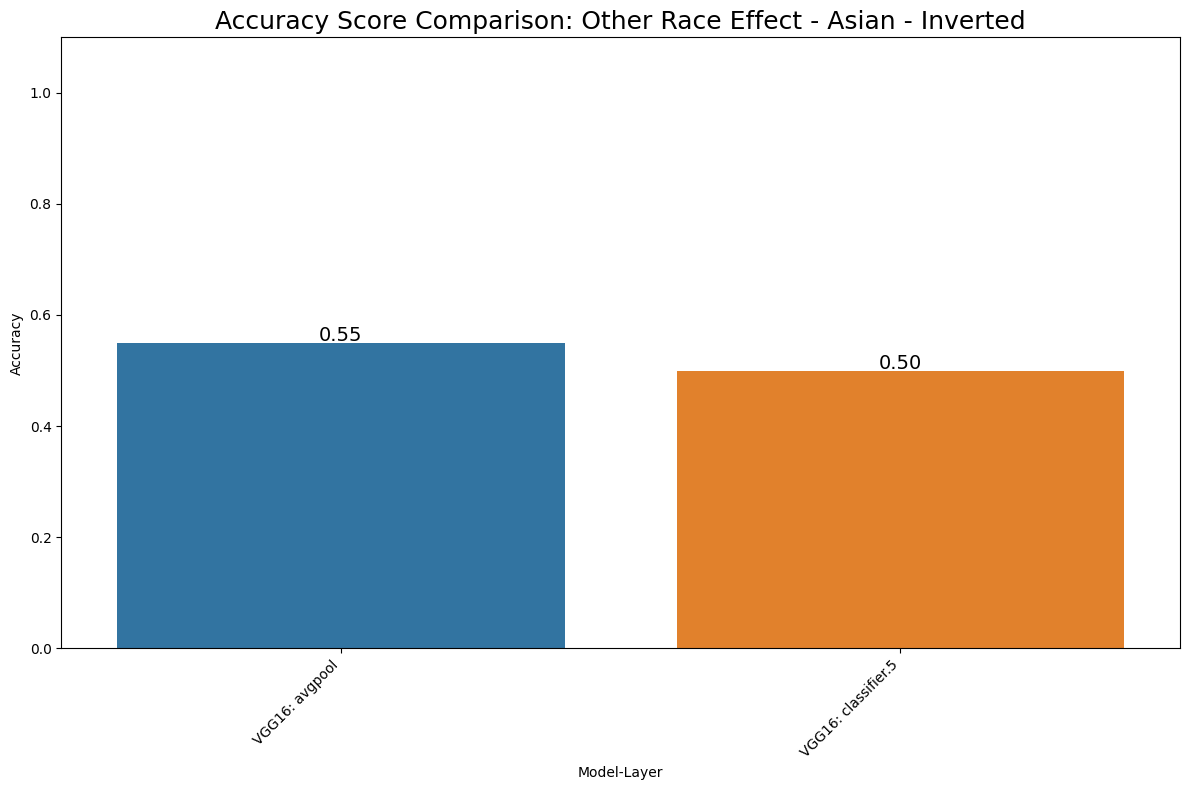 Accuracy Score Comparison: Other Race Effect - Asian - Inverted
1.0
0.8
0.6
0.4
0.2
0.0
Accuracy
0.55
0.50
VGG16: avgpool
VGG16: classifier.5
Model-Layer